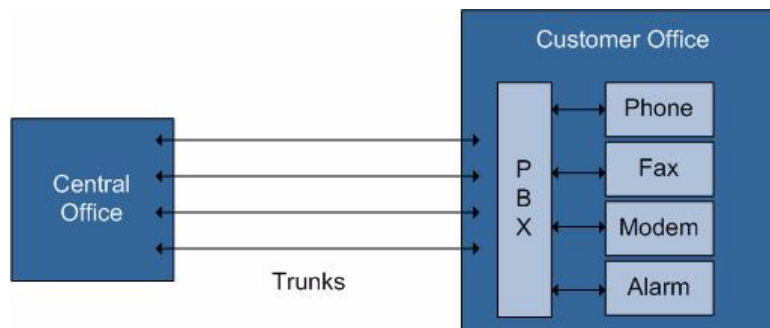 Customer Office
Central
Office
Trunks
P
B
X
Phone
Fax
Modem
Alarm